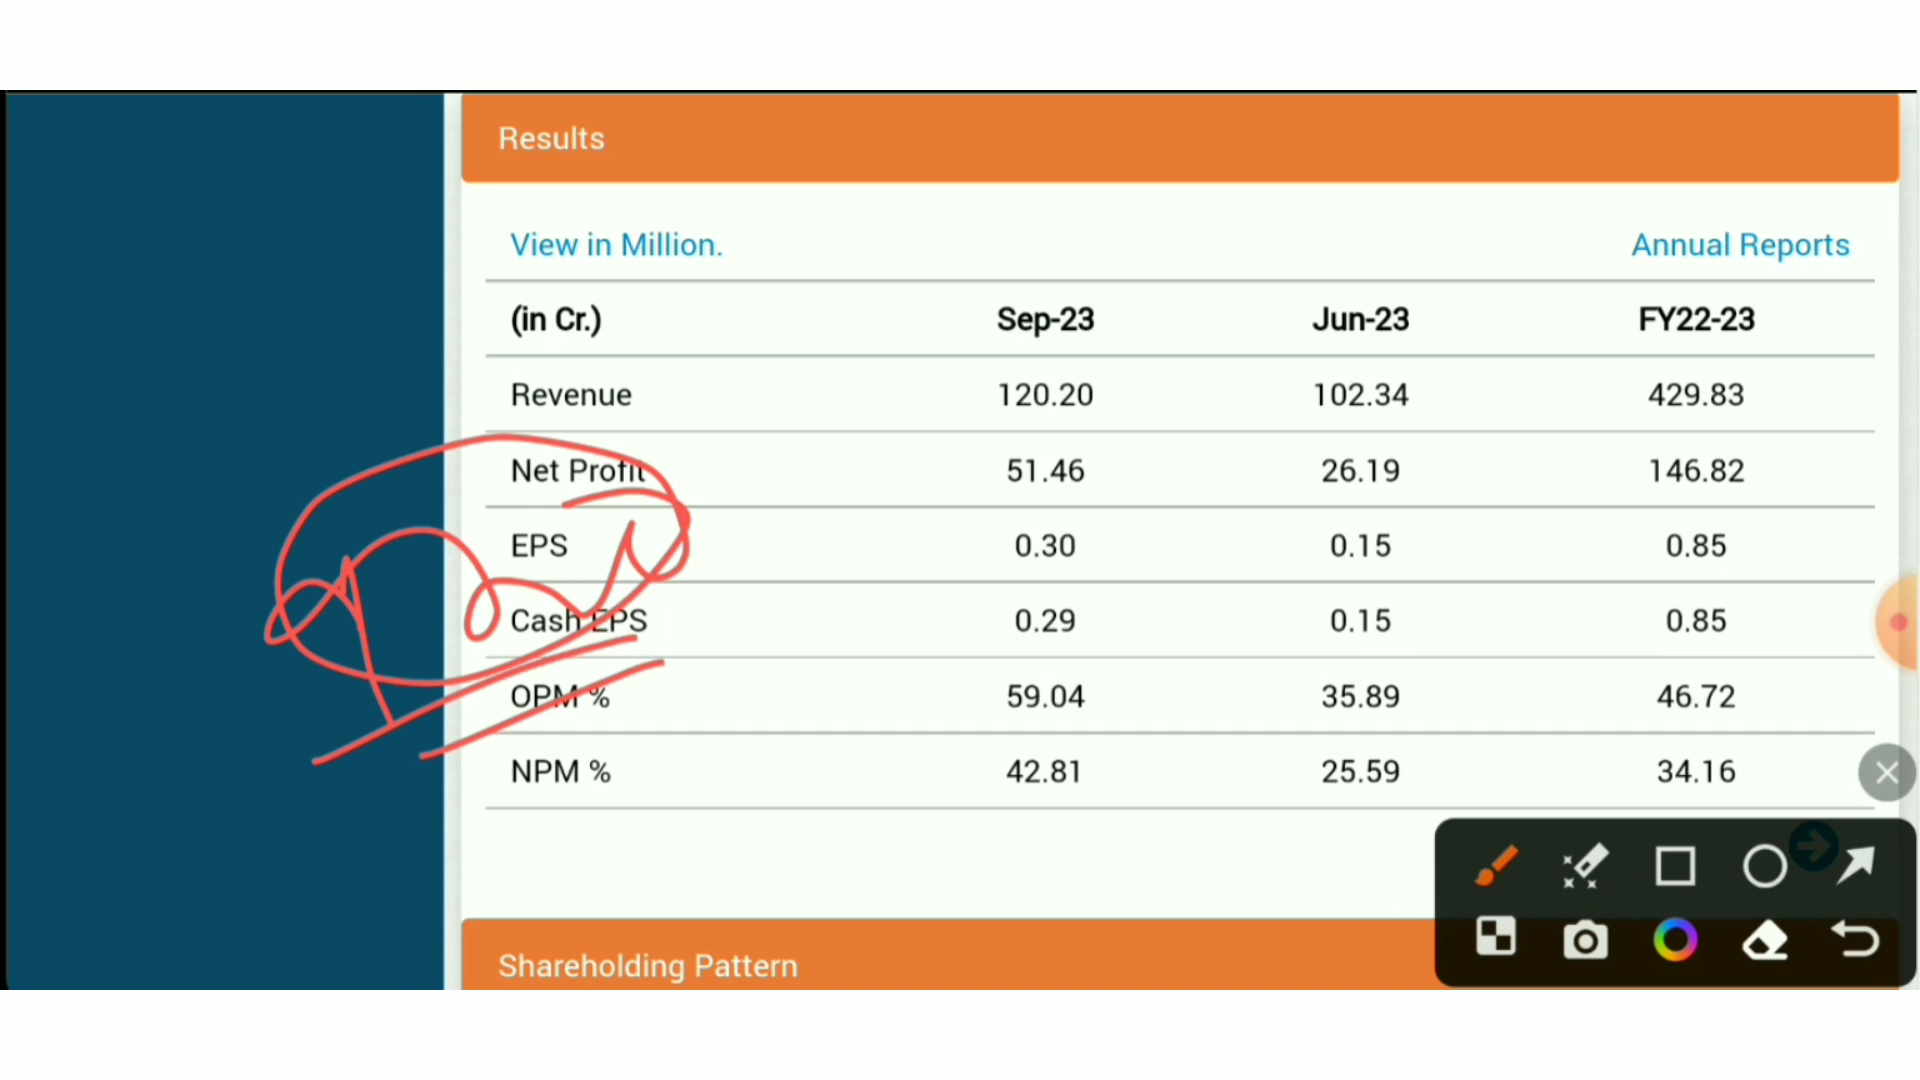 Results
View in Million. Annual Reports
(in Cr.) Sep-23 Jun-23 FY22-23
Revenue 120.20 102.34 429.83
Net Profit 51.46 26.19 146.82
EPS 0.30 0.15 0.85
Cash EPS 0.29 0.15 0.85
OPM % 59.04 35.89 46.72
NPM % 42.81 25.59 34.16
Shareholding Pattern